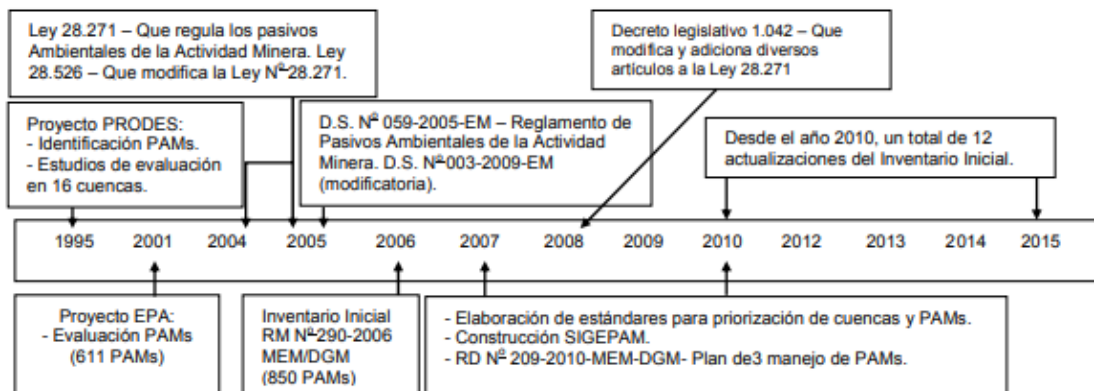 Ley 28.271 – Que regula los pasivos
Ambientales de la Actividad Minera. Ley
28.526 – Que modifica la Ley Nº 28.271.
Decreto legislativo 1.042 – Que
modifica y adiciona diversos
artículos a la Ley 28.271
Proyecto PRODES:
- Identificación PAMs.
- Estudios de evaluación
en 16 cuencas.
D.S. Nº 059-2005-EM – Reglamento de
Pasivos Ambientales de la Actividad
Minera. D.S. Nº-003-2009-EM
(modificatoria).
Desde el año 2010, un total de 12
actualizaciones del Inventario Inicial.
1995 2001 2004 2005 2006 2007 2008 2009 2010 2012 2013 2014 2015
Proyecto EPA:
- Evaluación PAMs
(611 PAMs)
Inventario Inicial
RM Nº-290-2006
MEM/DGM
(850 PAMs)
- Elaboración de estándares para priorización de cuencas y PAMs.
- Construcción SIGEPAM.
- RD Nº 209-2010-MEM-DGM- Plan de3 manejo de PAMs.